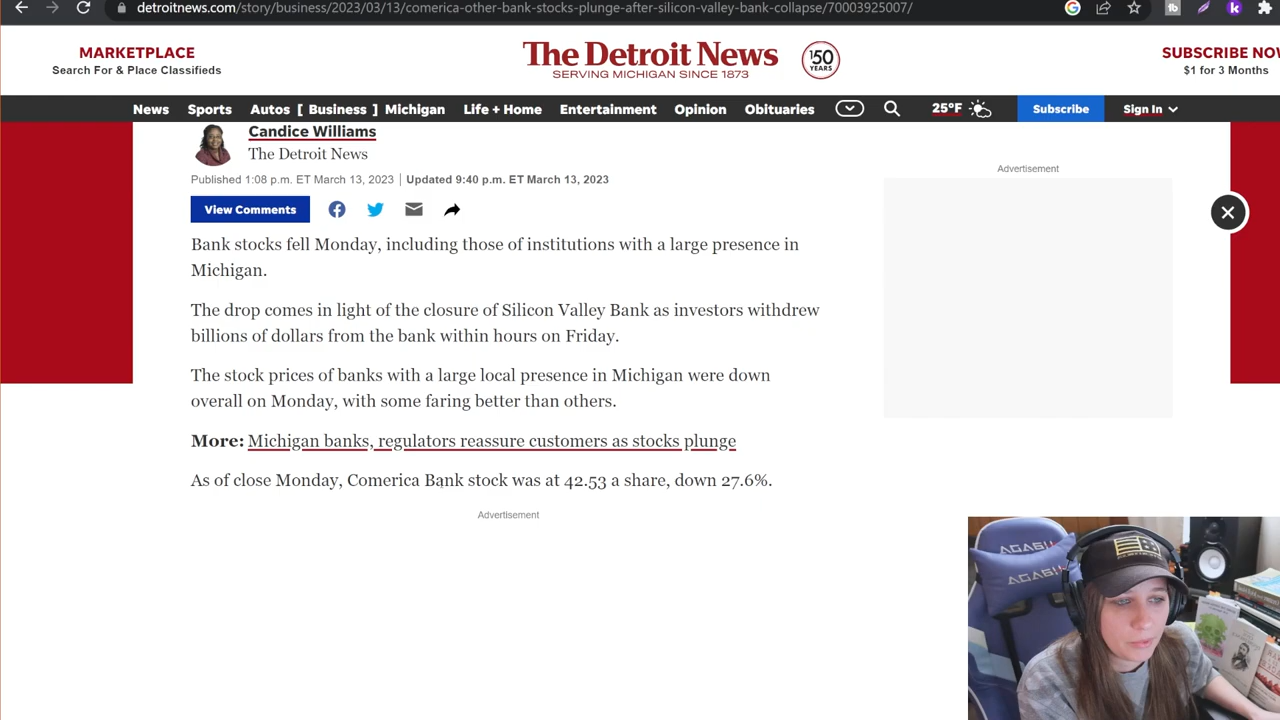 detroitnews.com/story/business/2023/03/13/comerica-other-bank-stocks-plunge-after-silicon-valley-bank-collapse/70003925007/
MARKETPLACE
Search For & Place Classifieds
The Detroit News
SERVING MICHIGAN SINCE 1873
150
YEARS
SUBSCRIBE NOW
$1 for 3 Months
News Sports Autos [ Business ] Michigan Life + Home Entertainment Opinion Obituaries 25°F Subscribe Sign In
Candice Williams
The Detroit News
Published 1:08 p.m. ET March 13, 2023 | Updated 9:40 p.m. ET March 13, 2023
View Comments
Bank stocks fell Monday, including those of institutions with a large presence in
Michigan.
The drop comes in light of the closure of Silicon Valley Bank as investors withdrew
billions of dollars from the bank within hours on Friday.
The stock prices of banks with a large local presence in Michigan were down
overall on Monday, with some faring better than others.
More: Michigan banks, regulators reassure customers as stocks plunge
As of close Monday, Comerica Bank stock was at 42.53 a share, down 27.6%.
Advertisement
Advertisement
AGASII
AGASII